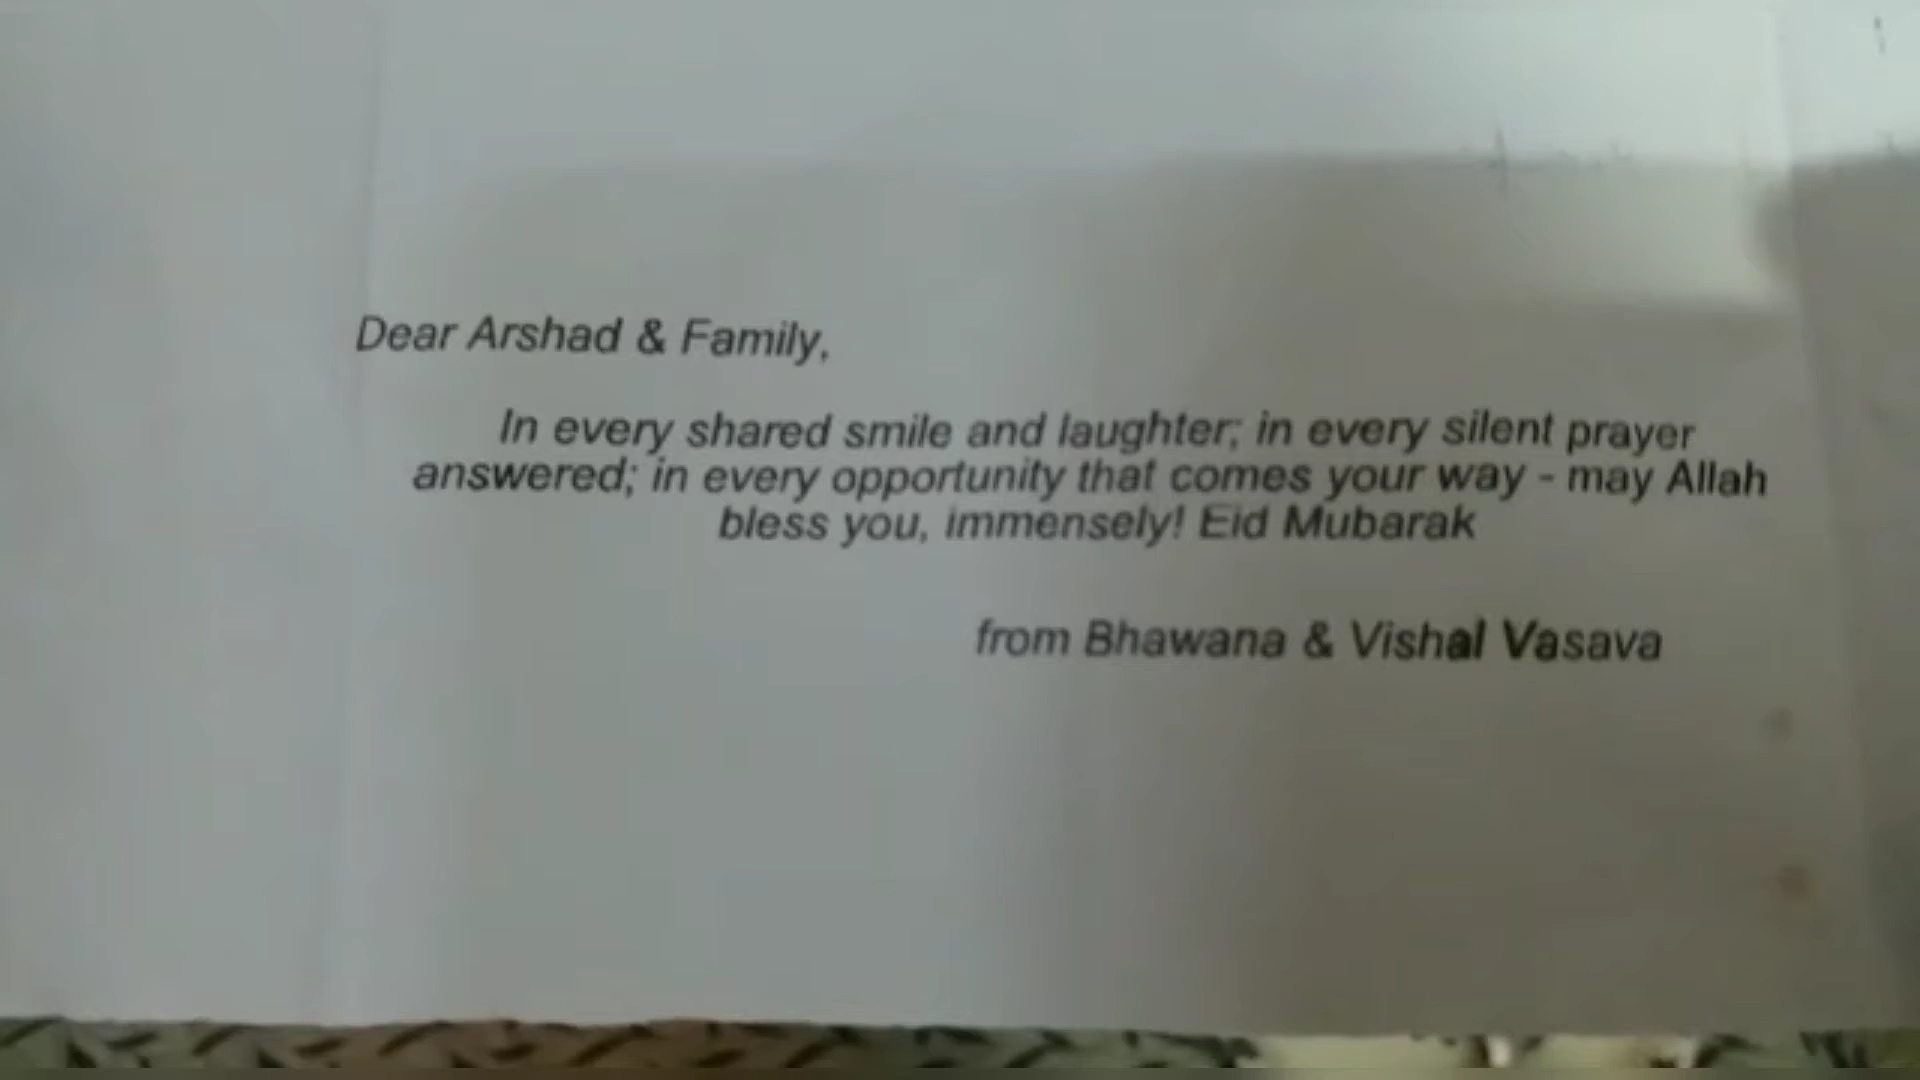 Dear Arshad & Family,
In every shared smile and laughter; in every silent prayer
answered; in every opportunity that comes your way - may Allah
bless you, immensely! Eid Mubarak
from Bhawana & Vishal Vasava